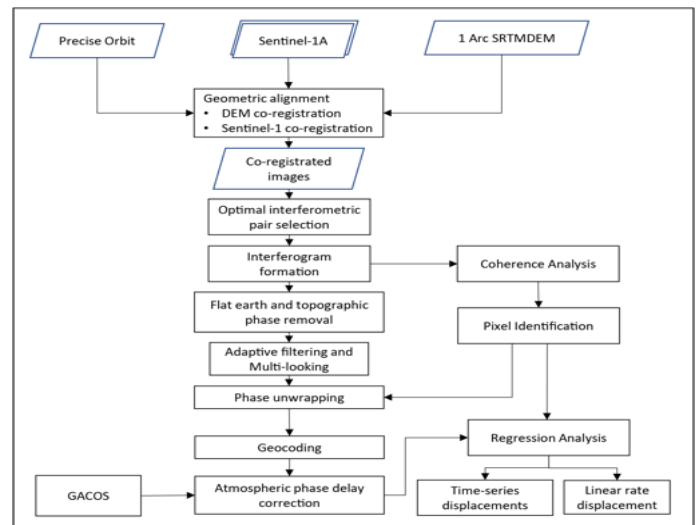 Precise Orbit
Sentinel-1A
1 Arc SRTMDEM
Geometric alignment
• DEM co-registration
• Sentinel-1 co-registration
Co-registrated
images
Optimal interferometric
pair selection
Interferogram
formation
Coherence Analysis
Flat earth and topographic
phase removal
Pixel Identification
Adaptive filtering and
Multi-looking
Phase unwrapping
Geocoding
Regression Analysis
GACOS
Atmospheric phase delay
correction
Time-series
displacements
Linear rate
displacement